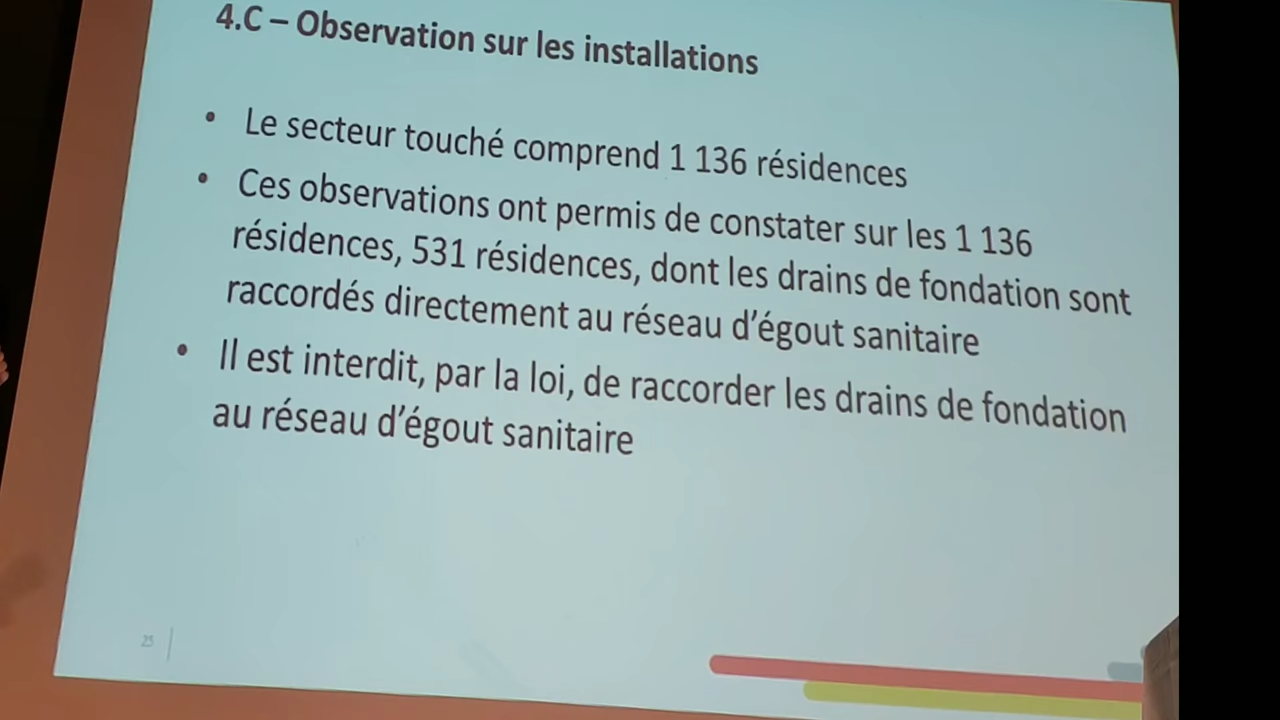 4.C – Observation sur les installations
• Le secteur touché comprend 1 136 résidences
• Ces observations ont permis de constater sur les 1 136
résidences, 531 résidences, dont les drains de fondation sont
raccordés directement au réseau d'égout sanitaire
• Il est interdit, par la loi, de raccorder les drains de fondation
au réseau d'égout sanitaire
25